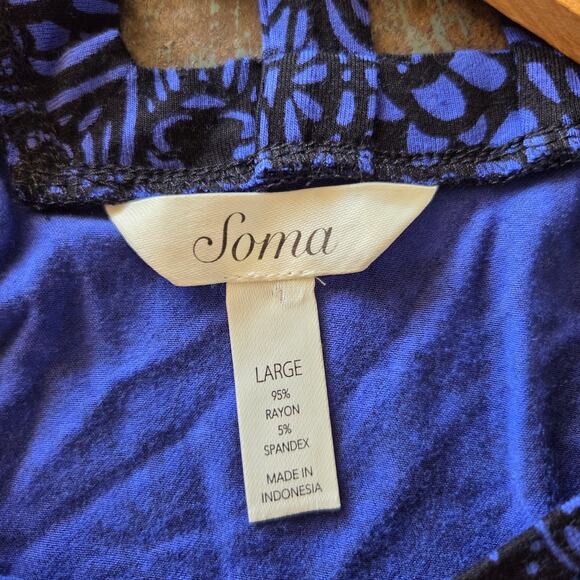 Soma
LARGE
95%
RAYON
5%
SPANDEX
MADE IN
INDONESIA